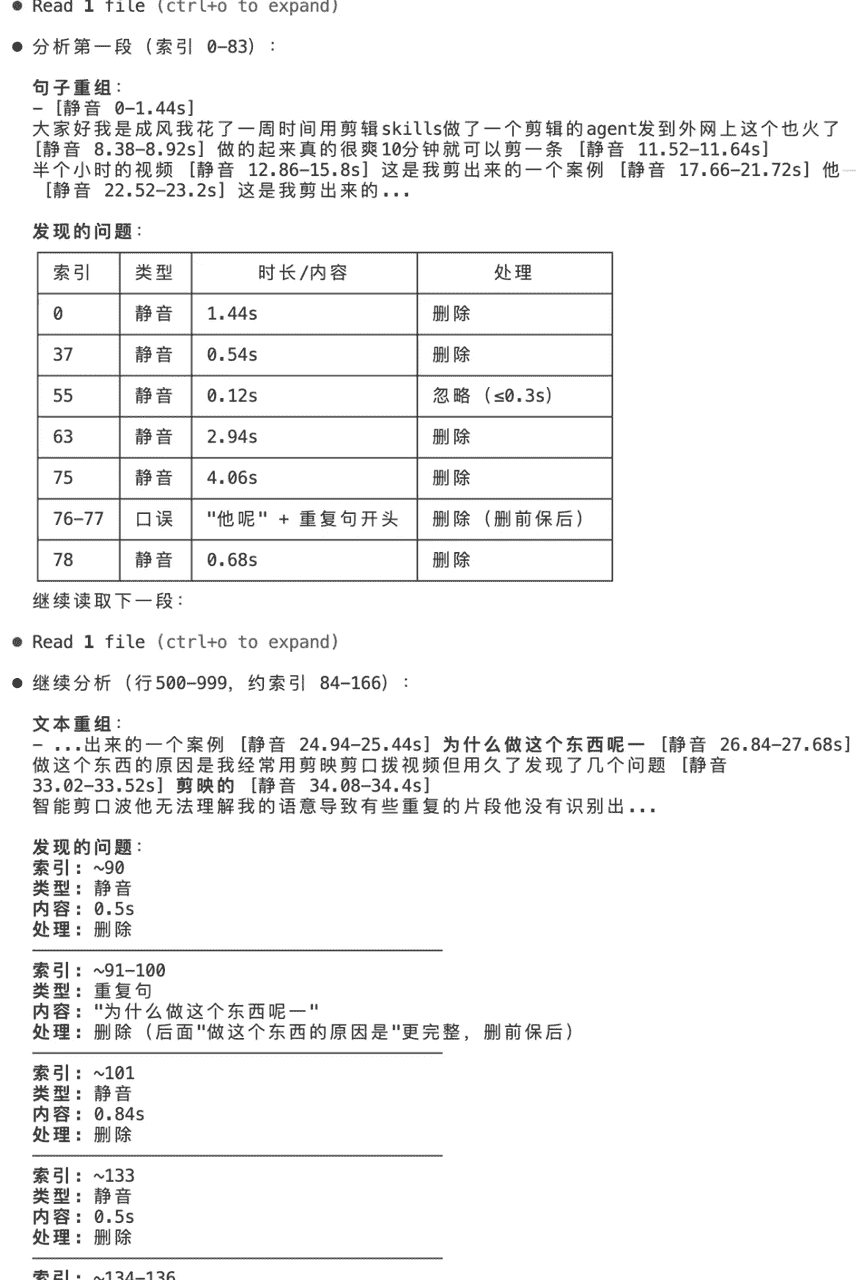 ● Read 1 file (ctrl+o to expand)
● 分析第一段（索引 0-83）：
句子重组：
- [静音 0-1.44s]
大家好我是成风我花了一周时间用剪辑skills做了一个剪辑的agent发到外网上这个也火了
[静音 8.38-8.92s] 做的起来真的很爽10分钟就可以剪一条 [静音 11.52-11.64s]
半个小时的视频 [静音 12.86-15.8s] 这是我剪出来的一个案例 [静音 17.66-21.72s] 他
[静音 22.52-23.2s] 这是我剪出来的...
发现的问题：
索引 类型 时长/内容 处理
0 静音 1.44s 删除
37 静音 0.54s 删除
55 静音 0.12s 忽略（≤0.3s）
63 静音 2.94s 删除
75 静音 4.06s 删除
76-77 口误 "他呢" + 重复句开头 删除（删前保后）
78 静音 0.68s 删除
继续读取下一段：
● Read 1 file (ctrl+o to expand)
● 继续分析（行500-999，约索引 84-166）：
文本重组：
- ...出来的一个案例 [静音 24.94-25.44s] 为什么做这个东西呢一 [静音 26.84-27.68s]
做这个东西的原因是我经常用剪映剪口拨视频但用久了发现了几个问题 [静音
33.02-33.52s] 剪映的 [静音 34.08-34.4s]
智能剪口波他无法理解我的语意导致有些重复的片段他没有识别出...
发现的问题：
索引：~90
类型：静音
内容：0.5s
处理：删除
索引：~91-100
类型：重复句
内容："为什么做这个东西呢一"
处理：删除（后面"做这个东西的原因是"更完整，删前保后）
索引：~101
类型：静音
内容：0.84s
处理：删除
索引：~133
类型：静音
内容：0.5s
处理：删除
索引：~134-136